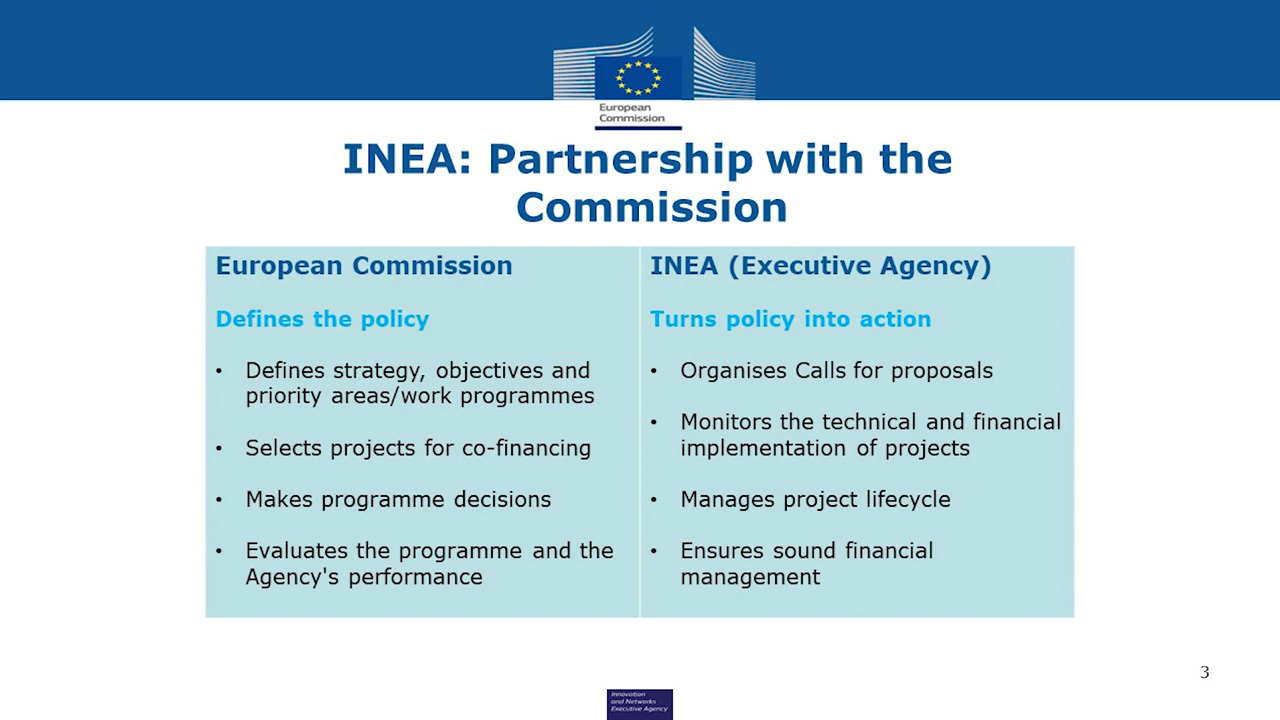 European
Commission
INEA: Partnership with the
Commission
European Commission
Defines the policy
• Defines strategy, objectives and
priority areas/work programmes
• Selects projects for co-financing
• Makes programme decisions
• Evaluates the programme and the
Agency's performance
INEA (Executive Agency)
Turns policy into action
• Organises Calls for proposals
• Monitors the technical and financial
implementation of projects
• Manages project lifecycle
• Ensures sound financial
management
3
Innovation
and Networks
Executive Agency